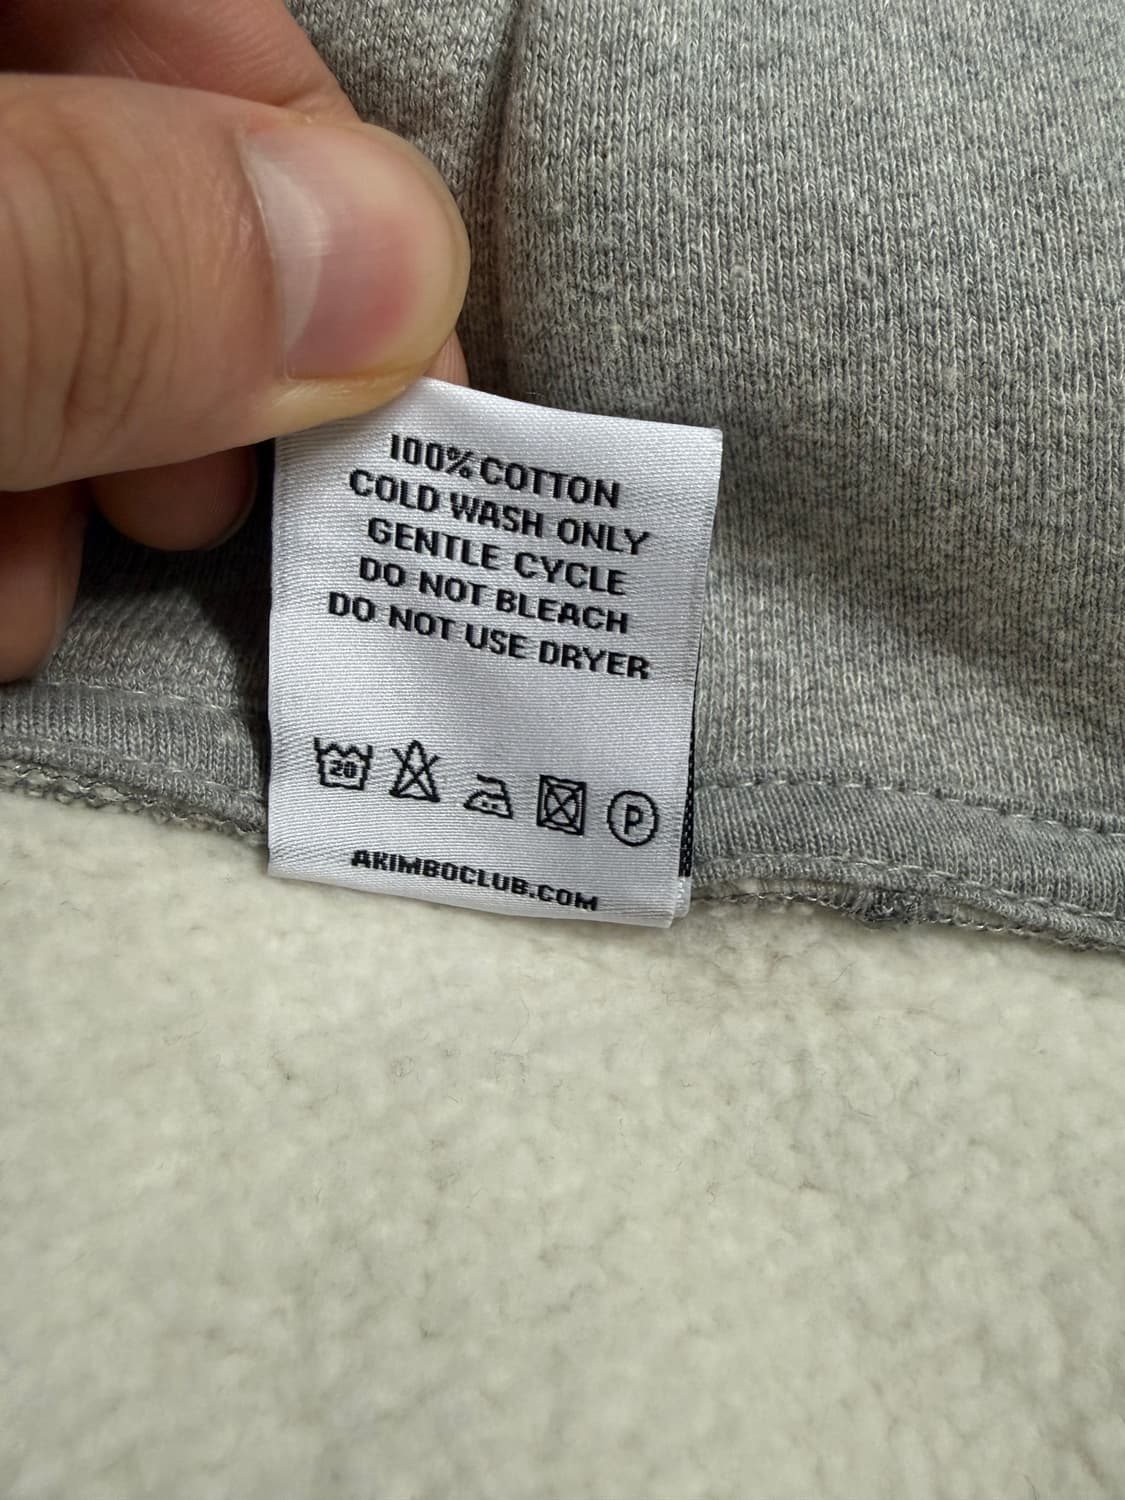 100% COTTON
COLD WASH ONLY
GENTLE CYCLE
DO NOT BLEACH
DO NOT USE DRYER
20
P
AKIMBOCLUB.COM